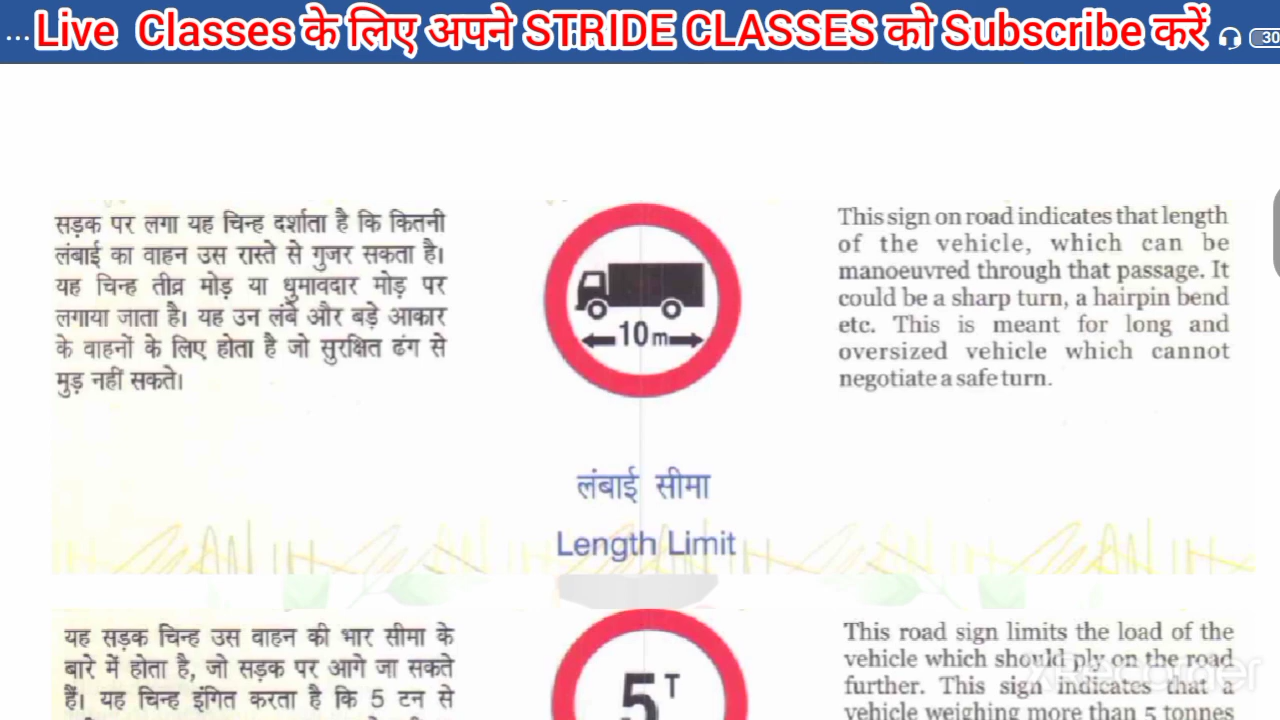 ... Live Classes के लिए अपने STRIDE CLASSES को Subscribe करें 30
सड़क पर लगा यह चिन्ह दर्शाता है कि कितनी
लंबाई का वाहन उस रास्ते से गुजर सकता है।
यह चिन्ह तीव्र मोड़ या धुमावदार मोड़ पर
लगाया जाता है। यह उन लंबे और बड़े आकार
के वाहनों के लिए होता है जो सुरक्षित ढंग से
मुड़ नहीं सकते।
10 m
This sign on road indicates that length
of the vehicle, which can be
manoeuvred through that passage. It
could be a sharp turn, a hairpin bend
etc. This is meant for long and
oversized vehicle which cannot
negotiate a safe turn.
लंबाई सीमा
Length Limit
यह सड़क चिन्ह उस वाहन की भार सीमा के
बारे में होता है, जो सड़क पर आगे जा सकते
हैं। यह चिन्ह इंगित करता है कि 5 टन से
5 T
This road sign limits the load of the
vehicle which should ply on the road
further. This sign indicates that a
vehicle weighing more than 5 tonnes
XRecorder